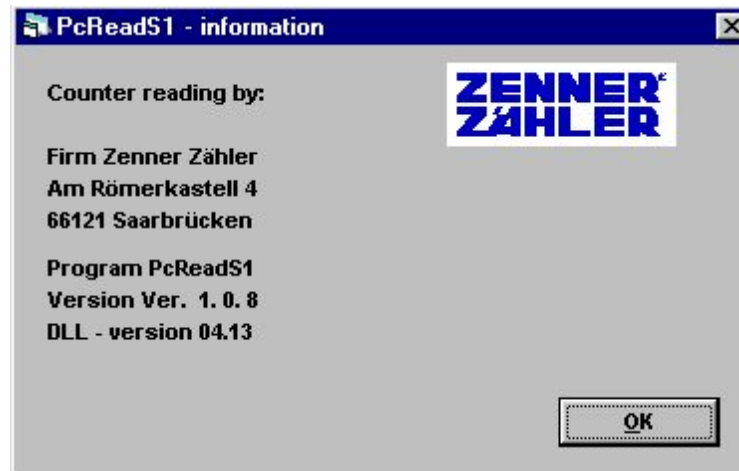 PcReadS1 - information
Counter reading by:
ZENNER
ZÄHLER
Firm Zenner Zähler
Am Römerkastell 4
66121 Saarbrücken
Program PcReadS1
Version Ver. 1. 0. 8
DLL - version 04.13
OK